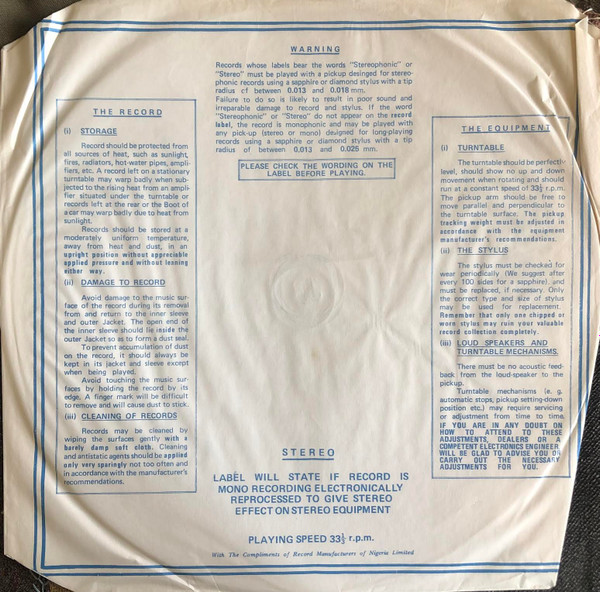 WARNING
Records whose labels bear the words "Stereophonic" or
"Stereo" must be played with a pickup desinged for stereo-
phonic records using a sapphire or diamond stylus with a tip
radius cf between 0.013 and 0.018 mm.
Failure to do so is likely to result in poor sound and
irreparable damage to record and stylus. If the word
"Stereophonic" or "Stereo" do not appear on the record
label, the record is monophonic and may be played with
any pick-up (stereo or mono) designed for long-playing
records using a sapphire or diamond stylus with a tip
radius of between 0.013 and 0.025 mm.
PLEASE CHECK THE WORDING ON THE
LABEL BEFORE PLAYING.
THE RECORD
(i) STORAGE
Record should be protected from
all sources of heat, such as sunlight,
fires, radiators, hot-water pipes, ampli-
fiers, etc. A record left on a stationary
turntable may warp badly when sub-
jected to the rising heat from an ampli-
fier situated under the turntable or
records left at the rear or the Boot of
a car may warp badly due to heat from
sunlight.
Records should be stored at a
moderately uniform temperature,
away from heat and dust, in an
upright position without appreciable
applied pressure and without leaning
either way.
(ii) DAMAGE TO RECORD
Avoid damage to the music sur-
face of the record during its removal
from and return to the inner sleeve
and outer Jacket. The open end of
the inner sleeve should lie inside the
outer Jacket so as to form a dust seal.
To prevent accumulation of dust
on the record, it should always be
kept in its jacket and sleeve except
when being played.
Avoid touching the music sur-
faces by holding the record by its
edge. A finger mark will be difficult
to remove and will cause dust to stick.
(iii) CLEANING OF RECORDS
Records may be cleaned by
wiping the surfaces gently with a
barely damp soft cloth. Cleaning
and antistatic agents should be applied
only very sparingly not too often and
in accordance with the manufacturer's
recommendations.
THE EQUIPMENT
(i) TURNTABLE
The turntable should be perfectly
level, should show no up and down
movement when rotating and should
run at a constant speed of 33⅓ r.p.m.
The pickup arm should be free to
move parallel and perpendicular to
the turntable surface. The pickup
tracking weight must be adjusted in
accordance with the equipment
manufacturer's recommendations.
(ii) THE STYLUS
The stylus must be checked for
wear periodically (We suggest after
every 100 sides for a sapphire). and
must be replaced, if necessary. Only
the correct type and size of stylus
may be used for replacement.
Remember that only one chipped or
worn stylus may ruin your valuable
record collection completely.
(iii) LOUD SPEAKERS AND
TURNTABLE MECHANISMS.
There must be no acoustic feed-
back from the loud-speaker to the
pickup.
Turntable mechanisms (e. g.
automatic stops, pickup setting-down
position etc.) may require servicing
or adjustment from time to time.
IF YOU ARE IN ANY DOUBT ON
HOW TO ATTEND TO THESE
ADJUSTMENTS, DEALERS OR A
COMPETENT ELECTRONICS ENGINEER
WILL BE GLAD TO ADVISE YOU OR
CARRY OUT THE NECESSARY
ADJUSTMENTS FOR YOU.
STEREO
LABEL WILL STATE IF RECORD IS
MONO RECORDING ELECTRONICALLY
REPROCESSED TO GIVE STEREO
EFFECT ON STEREO EQUIPMENT
PLAYING SPEED 33⅓ r.p.m.
With The Compliments of Record Manufacturers of Nigeria Limited